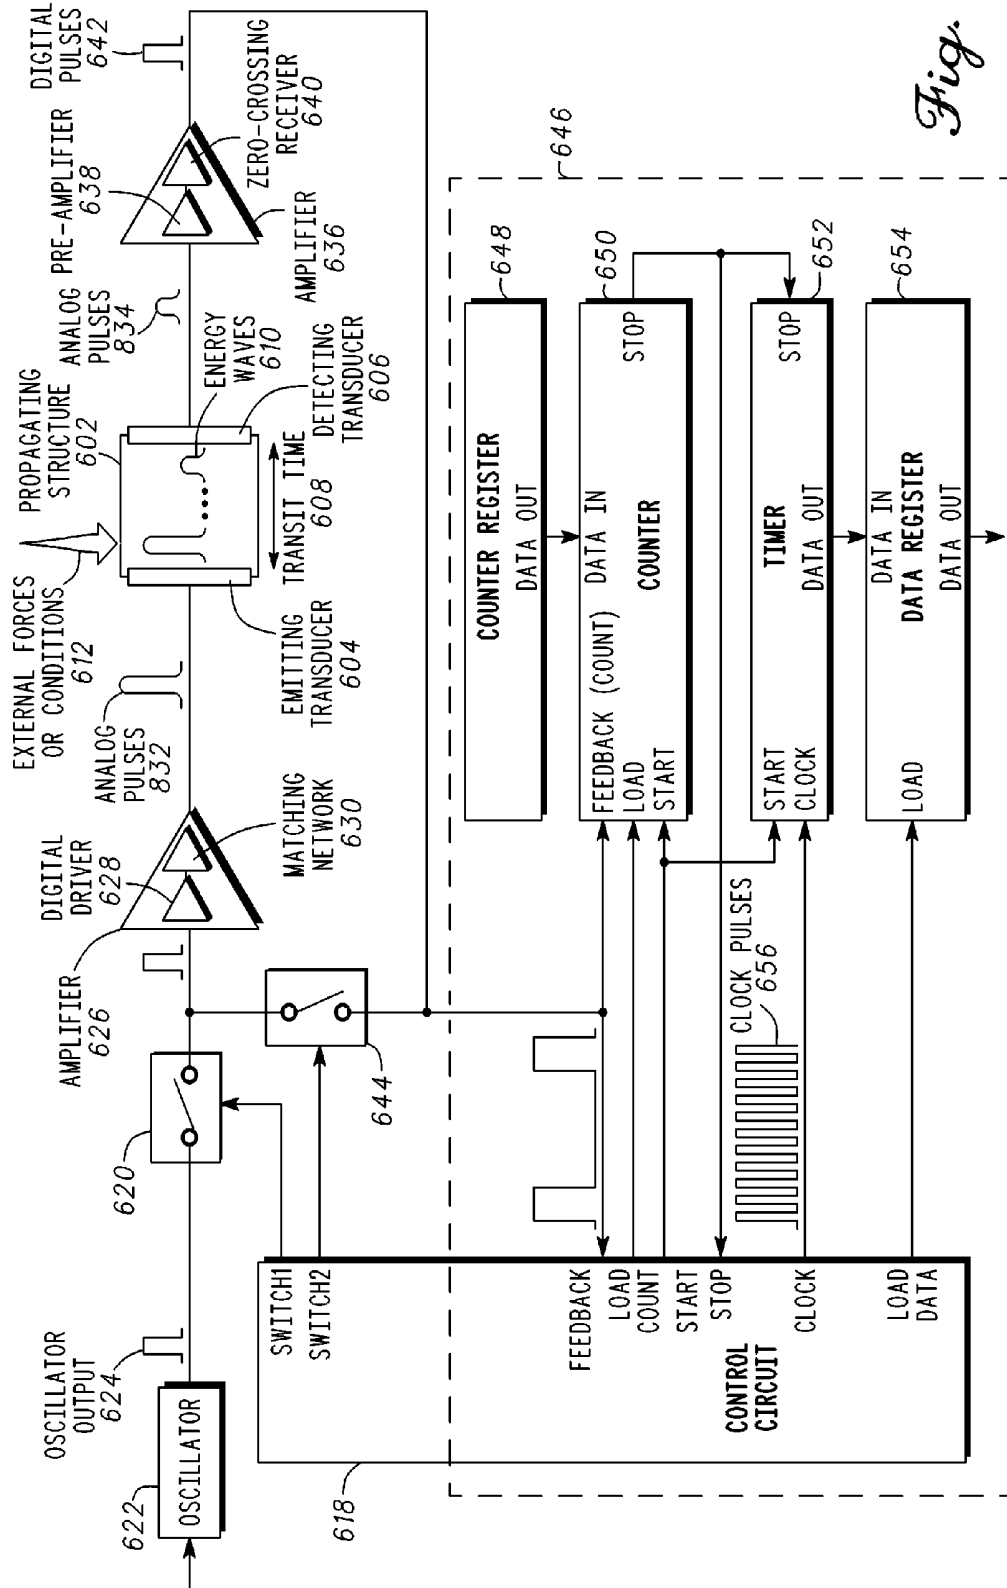 OSCILLATOR
OUTPUT
624
622
OSCILLATOR
620
AMPLIFIER
626
DIGITAL
DRIVER
628
MATCHING
NETWORK
630
ANALOG
PULSES
832
EXTERNAL FORCES
OR CONDITIONS
612
PROPAGATING
STRUCTURE
602
EMITTING
TRANSDUCER
604
TRANSIT TIME
608
ENERGY
WAVES
610
DETECTING
TRANSDUCER
606
ANALOG
PULSES
834
PRE-AMPLIFIER
638
AMPLIFIER
636
ZERO-CROSSING
RECEIVER
640
DIGITAL
PULSES
642
644
646
618
SWITCH1
SWITCH2
FEEDBACK
LOAD
COUNT
START
STOP
CLOCK
LOAD
DATA
CONTROL
CIRCUIT
CLOCK PULSES
656
COUNTER REGISTER
DATA OUT
648
FEEDBACK (COUNT)
LOAD
START
DATA IN
COUNTER
STOP
650
START
CLOCK
TIMER
DATA OUT
STOP
652
LOAD
DATA IN
DATA REGISTER
DATA OUT
654
Fig.